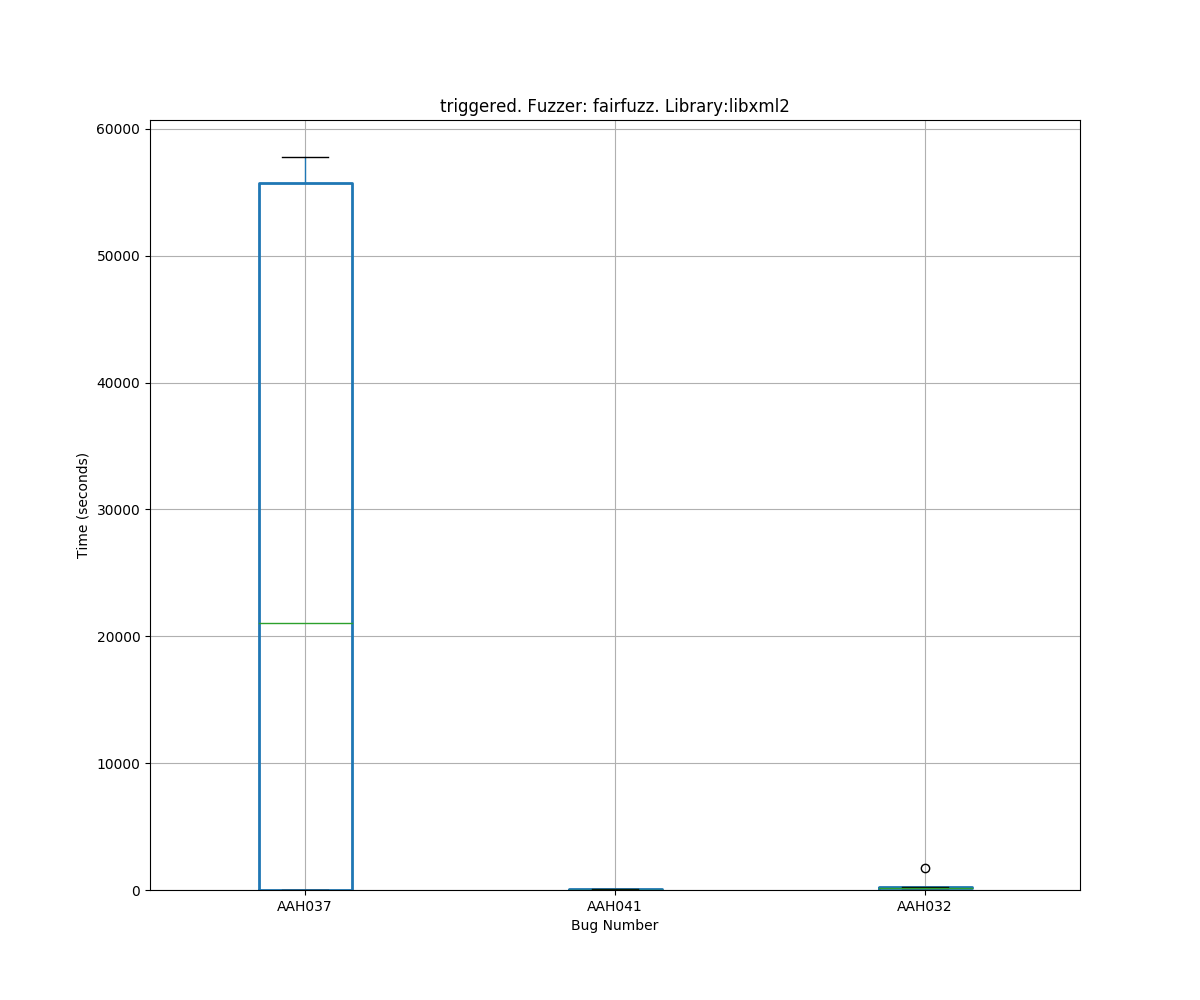 triggered. Fuzzer: fairfuzz. Library:libxml2
60000
50000
40000
30000
20000
10000
0
Time (seconds)
AAH037 AAH041 AAH032
Bug Number